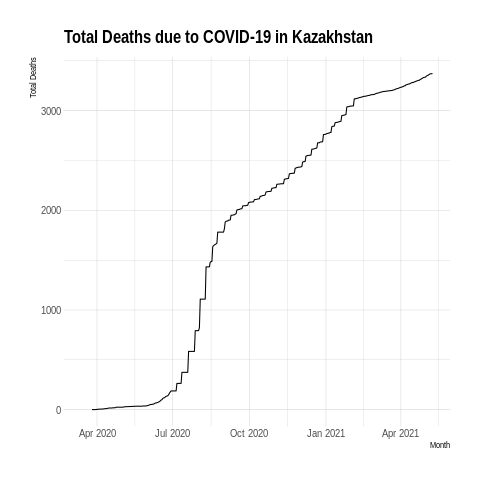 Total Deaths due to COVID-19 in Kazakhstan
Total Deaths
3000
2000
1000
0
Apr 2020 Jul 2020 Oct 2020 Jan 2021 Apr 2021
Month